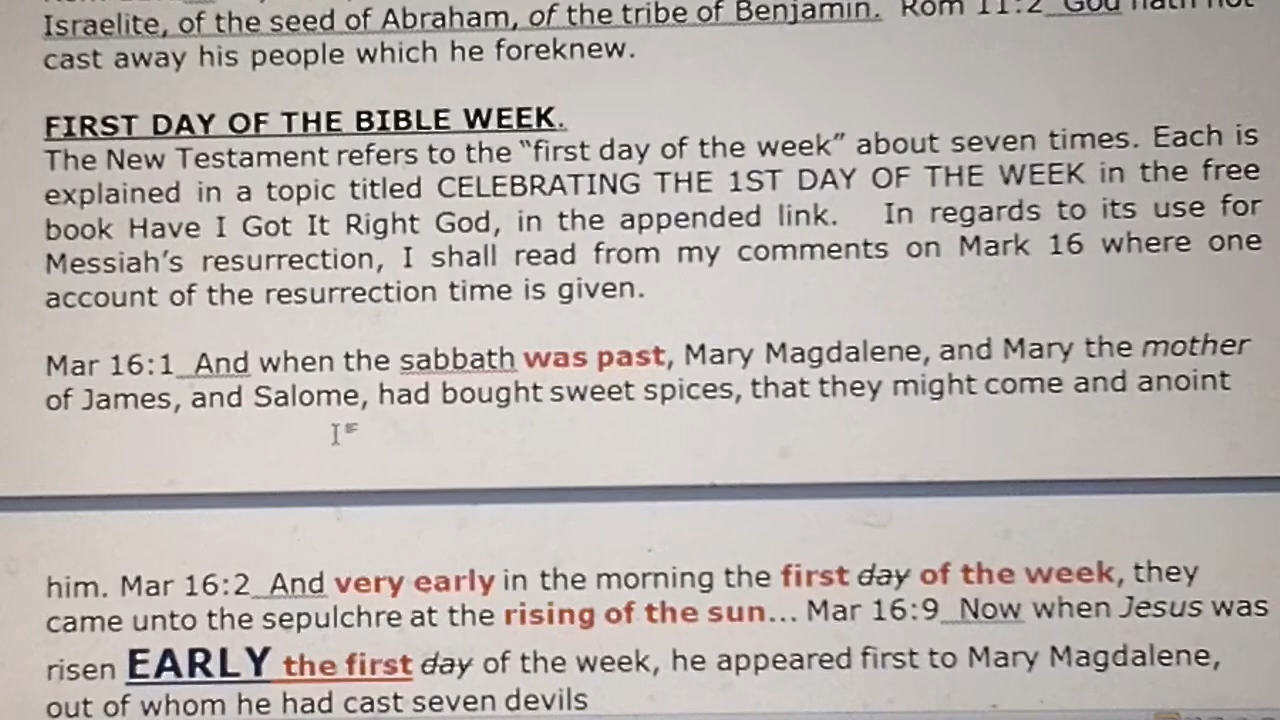 Israelite, of the seed of Abraham, of the tribe of Benjamin. Rom 11:2 God hath not
cast away his people which he foreknew.
FIRST DAY OF THE BIBLE WEEK.
The New Testament refers to the “first day of the week” about seven times. Each is
explained in a topic titled CELEBRATING THE 1ST DAY OF THE WEEK in the free
book Have I Got It Right God, in the appended link. In regards to its use for
Messiah’s resurrection, I shall read from my comments on Mark 16 where one
account of the resurrection time is given.
Mar 16:1 And when the sabbath was past, Mary Magdalene, and Mary the mother
of James, and Salome, had bought sweet spices, that they might come and anoint
him. Mar 16:2 And very early in the morning the first day of the week, they
came unto the sepulchre at the rising of the sun... Mar 16:9 Now when Jesus was
risen EARLY the first day of the week, he appeared first to Mary Magdalene,
out of whom he had cast seven devils